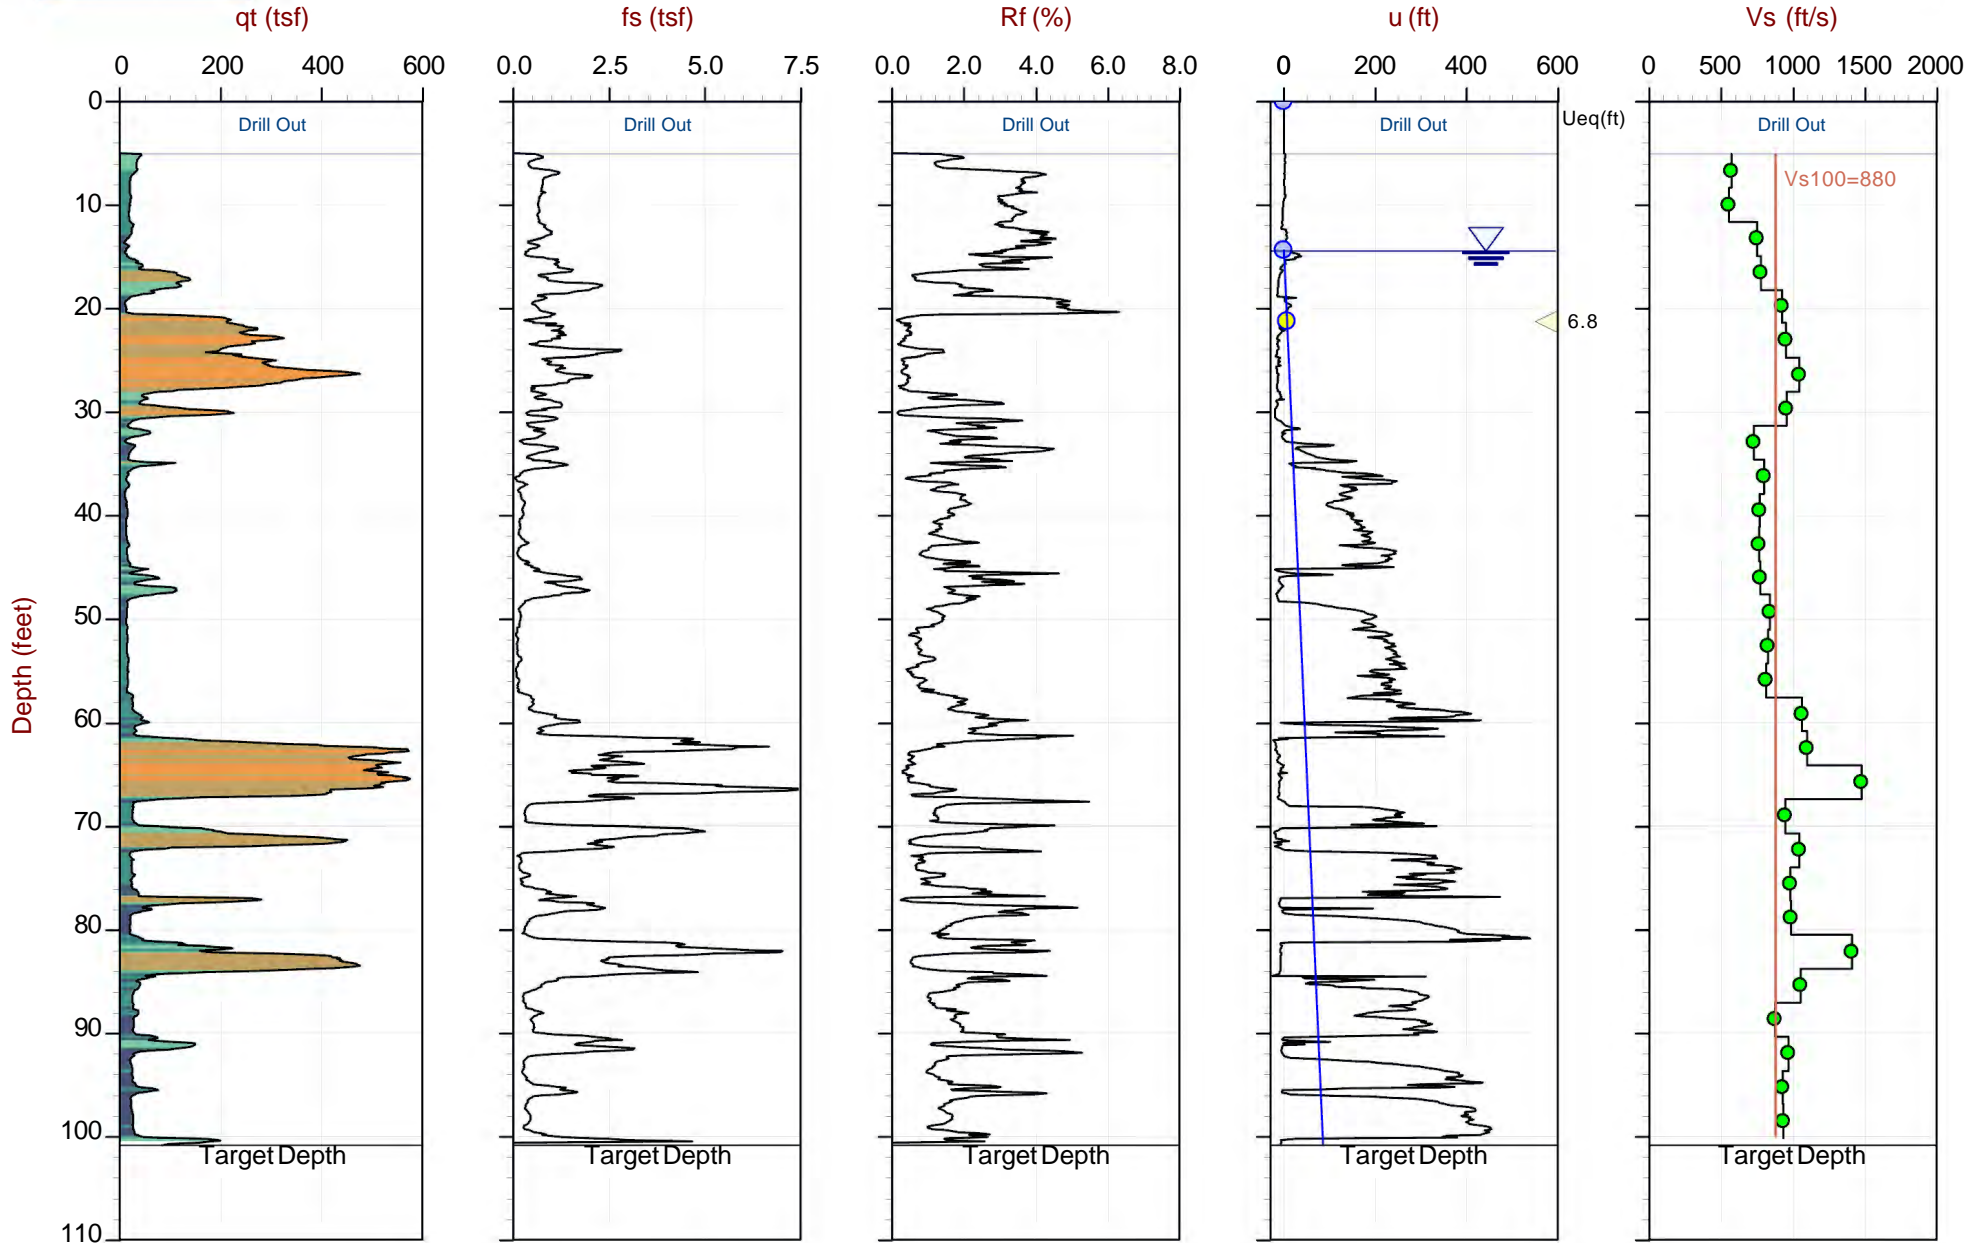 qt (tsf) fs (tsf) Rf (%) u (ft) Vs (ft/s)
0 200 400 600 0.0 2.5 5.0 7.5 0.0 2.0 4.0 6.0 8.0 0 200 400 600 0 500 1000 1500 2000
0
Drill Out Drill Out Drill Out Drill Out Ueq(ft) Drill Out
Vs100=880
10
20
6.8
30
40
50
Depth (feet)
60
70
80
90
100
Target Depth Target Depth Target Depth Target Depth Target Depth
110